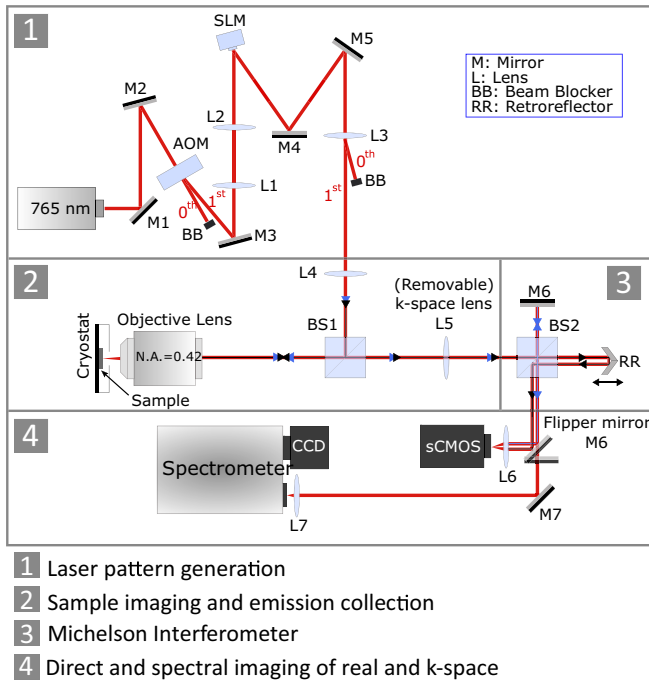 1
SLM
M5
M: Mirror
L: Lens
BB: Beam Blocker
RR: Retroreflector
M2
L2
L3
M4
AOM
0th
BB
L1
1st
765 nm
M1
0th
1st
BB
M3
2
L4
(Removable)
k-space lens
3
M6
Cryostat
Objective Lens
BS1
L5
BS2
N.A.=0.42
RR
Sample
4
CCD
sCMOS
Flipper mirror
M6
Spectrometer
L6
L7
M7
1 Laser pattern generation
2 Sample imaging and emission collection
3 Michelson Interferometer
4 Direct and spectral imaging of real and k-space